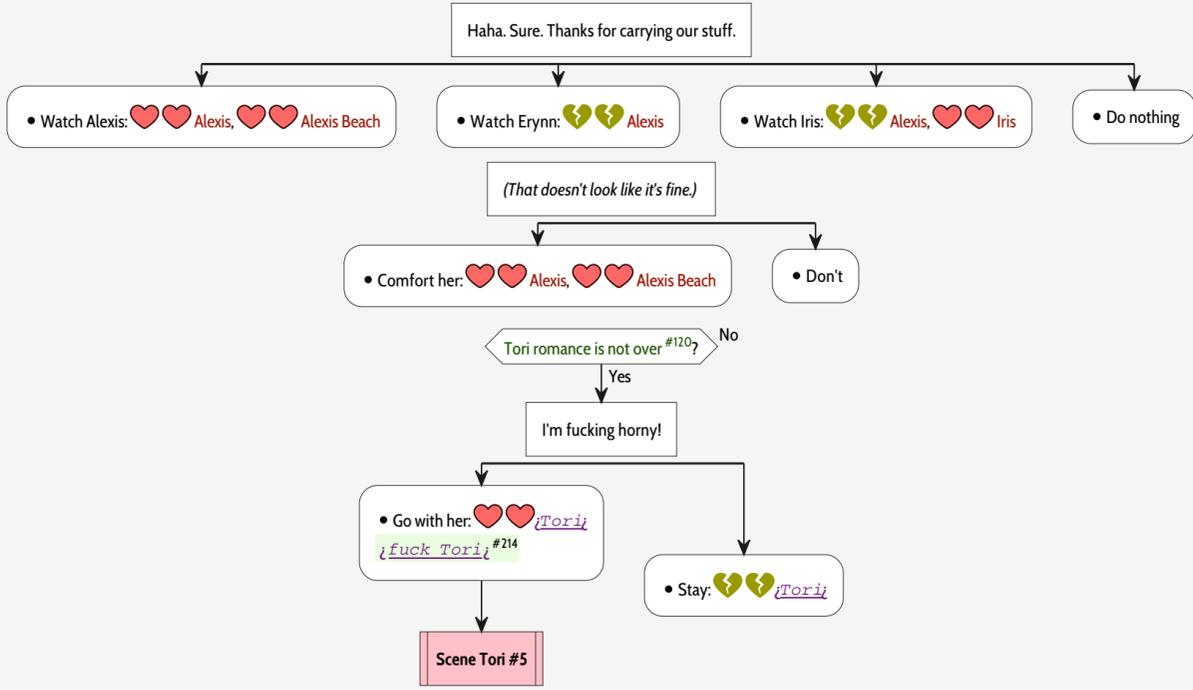 Haha. Sure. Thanks for carrying our stuff.
• Watch Alexis: Alexis, Alexis Beach
• Watch Erynn: Alexis
• Watch Iris: Alexis, Iris
• Do nothing
(That doesn't look like it's fine.)
• Comfort her: Alexis, Alexis Beach
• Don't
Tori romance is not over #120?
No
Yes
I'm fucking horny!
• Go with her: ¿Tori¿
¿fuck Tori¿ #214
• Stay: ¿Tori¿
Scene Tori #5